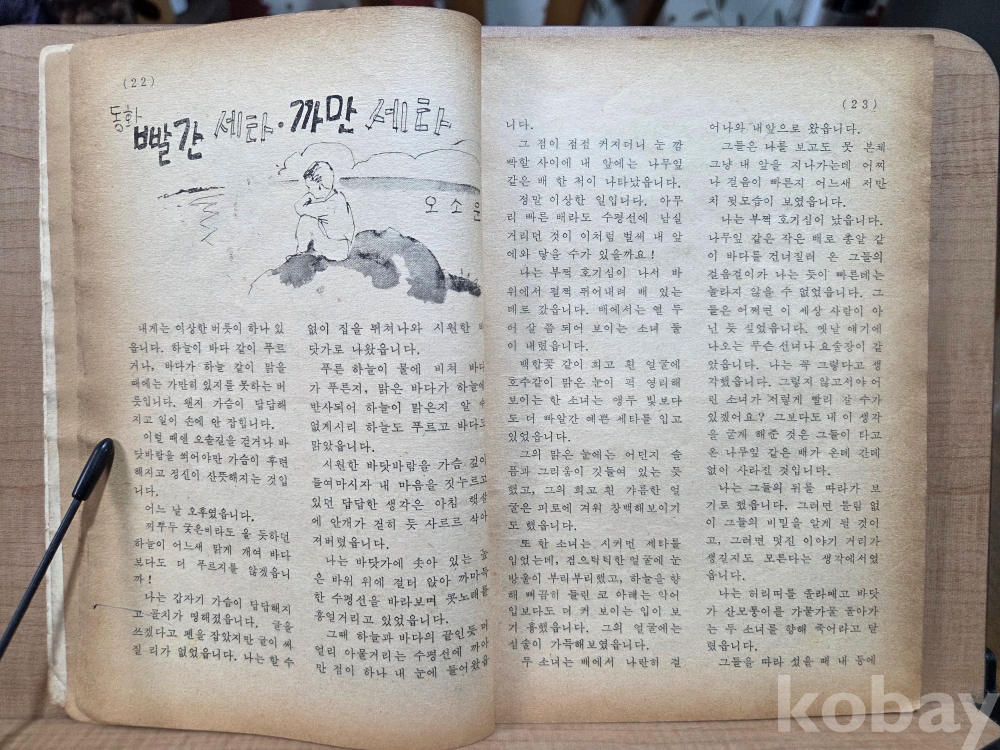 (22)
동화
빨간 세타·까만 세타
오소운
내게는 이상한 버릇이 하나 있
읍니다. 하늘이 바다 같이 푸르
거나, 바다가 하늘 같이 맑을
때에는 가만히 있지를 못하는 버
릇입니다. 왠지 가슴이 답답해
지고 일이 손에 안 잡힙니다.
이럴 때엔 오솔길을 걷거나 바
닷바람을 쐬어야만 가슴이 후련
해지고 정신이 산뜻해지는 것입
니다.
어느 날 오후였읍니다.
찌뿌두 궂은비라도 올 듯하던
하늘이 어느새 맑게 개여 바다
보다도 더 푸르지를 않겠읍니
까!
나는 갑자기 가슴이 답답해지
고 골치가 멍해졌읍니다. 글을
쓰겠다고 펜을 잡았지만 글이 써
질 리가 없었읍니다. 나는 할 수
없이 집을 뛰쳐나와 시원한 바
닷가로 나왔읍니다.
푸른 하늘이 물에 비쳐 바다
가 푸른지, 맑은 바다가 하늘에
반사되어 하늘이 맑은지 알 수
없게시리 하늘도 푸르고 바다도
맑았읍니다.
시원한 바닷바람을 가슴 깊이
들여마시자 내 마음을 짓누르고
있던 답답한 생각은 아침 햇살
에 안개가 걷히 듯 사르르 삭아
져버렸읍니다.
나는 바닷가에 솟아 있는 높
은 바위 위에 걸터 앉아 까마득
한 수평선을 바라보며 콧노래를
흥얼거리고 있었읍니다.
그때 하늘과 바다의 끝인듯 머
얼리 아물거리는 수평선에 까아
만 점이 하나 내 눈에 들어왔읍
(23)
니다.
그 점이 점점 커지더니 눈 깜
박할 사이에 내 앞에는 나무잎
같은 배 한 척이 나타났읍니다.
정말 이상한 일입니다. 아무
리 빠른 배라도 수평선에 남실
거리던 것이 이처럼 벌써 내 앞
에와 닿을 수가 있을까요!
나는 부쩍 호기심이 나서 바
위에서 펄쩍 뛰어내려 배 있는
데로 갔읍니다. 배에서는 열 두
어 살 쯤 되어 보이는 소녀 둘
이 내렸읍니다.
백합꽃 같이 희고 흰 얼굴에
호수같이 맑은 눈이 퍽 영리해
보이는 한 소녀는 앵두 빛보다
도 더 빠알간 예쁜 세타를 입고
있었읍니다.
그의 맑은 눈에는 어딘지 슬
픔과 그리움이 깃들여 있는 듯
했고, 그의 희고 흰 가름한 얼
굴은 피로에 겨워 창백해보이기
도 했읍니다.
또 한 소녀는 시커먼 세타를
입었는데, 검으틱틱한 얼굴에 눈
방울이 부리부리했고, 하늘을 향
해 빠끔히 뚫린 코 아래는 악어
입보다도 더 커 보이는 입이 보
기 흉했읍니다. 그의 얼굴에는
심술이 가득해보였읍니다.
두 소녀는 배에서 나란히 걸
어나와 내앞으로 왔읍니다.
그들은 나를 보고도 못 본체
그냥 내 앞을 지나가는데 어찌
나 걸음이 빠른지 어느새 저만
치 뒷모습이 보였읍니다.
나는 부쩍 호기심이 났읍니다.
나무잎 같은 작은 배로 총알 같
이 바다를 건너질러 온 그들의
걸음걸이가 나는 듯이 빠른데는
놀라지 않을 수 없었읍니다. 그
들은 어쩌면 이 세상 사람이 아
닌 듯 싶었읍니다. 옛날 얘기에
나오는 무슨 선녀나 요술장이 같
았읍니다. 나는 꼭 그렇다고 생
각했읍니다. 그렇지 않고서야 어
린 소녀가 저렇게 빨리 갈 수가
있겠어요? 그보다도 내 이 생각
을 굳게 해준 것은 그들이 타고
온 나무잎 같은 배가 온데 간데
없이 사라진 것입니다.
나는 그들의 뒤를 따라가 보
기로 했읍니다. 그러면 틀림 없
이 그들의 비밀을 알게 될 것이
고, 그러면 멋진 이야기 거리가
생길지도 모른다는 생각에서였
읍니다.
나는 허리띠를 졸라매고 바닷
가 산모퉁이를 가물가물 돌아가
는 두 소녀를 향해 죽어라고 달
렸읍니다.
그들을 따라 섰을 때 내 등에
kobay